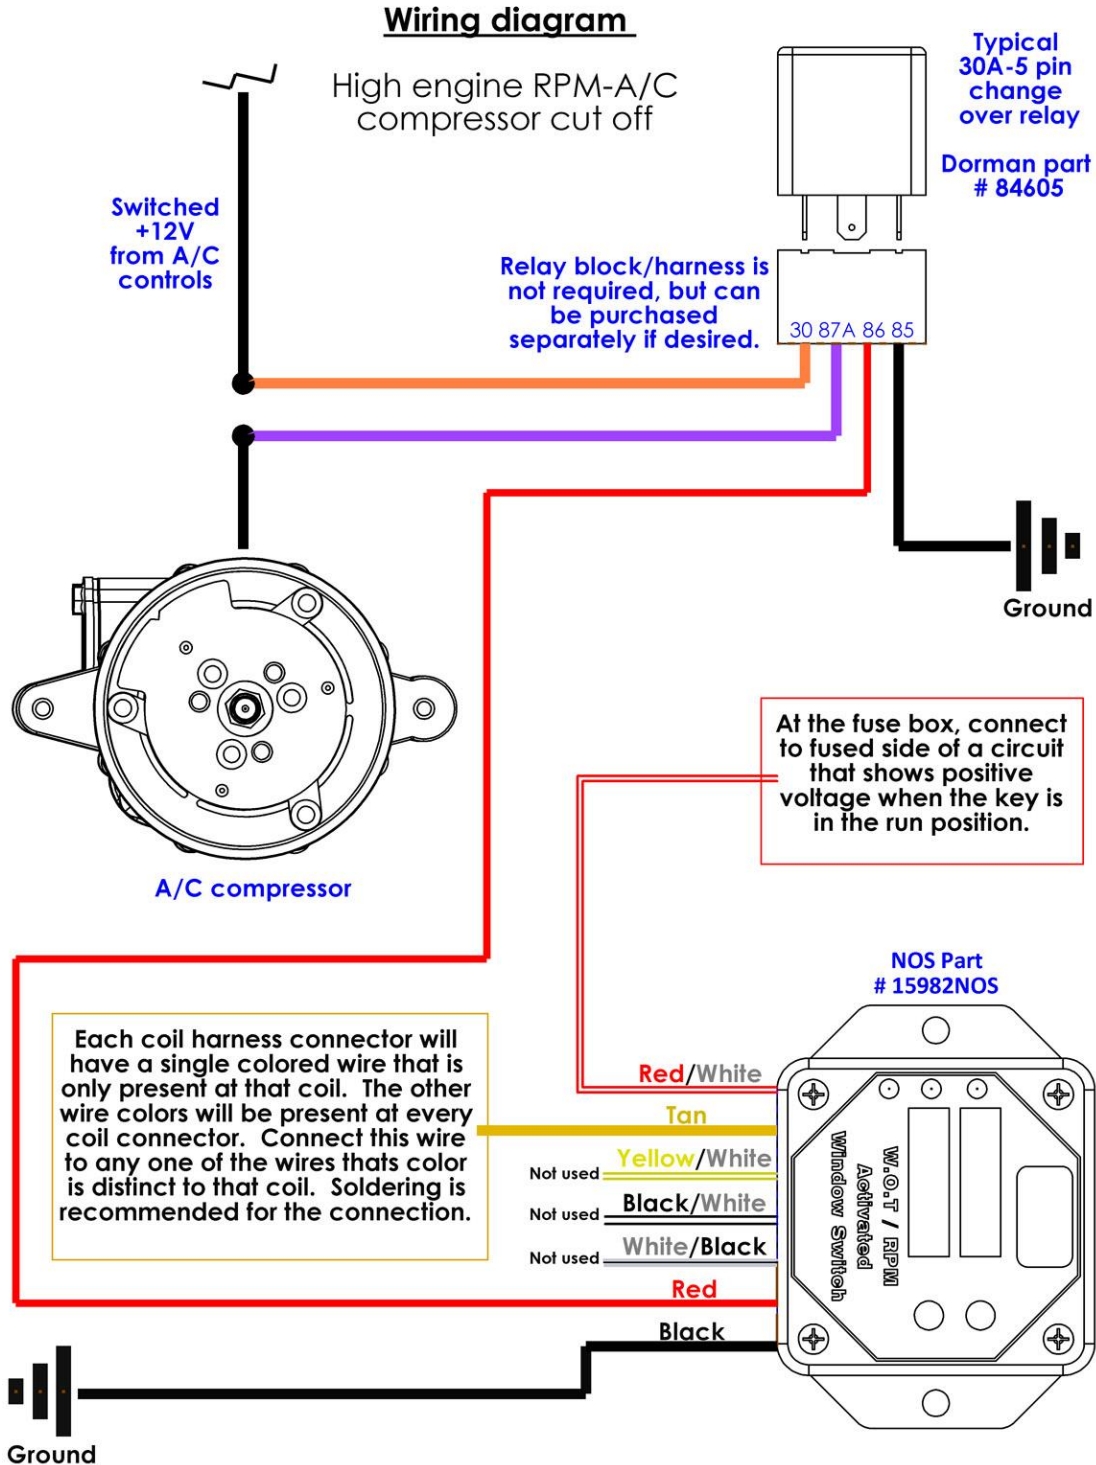 Wiring diagram
High engine RPM-A/C
compressor cut off
Typical
30A-5 pin
change
over relay
Dorman part
# 84605
Switched
+12V
from A/C
controls
Relay block/harness is
not required, but can
be purchased
separately if desired.
30 87A 86 85
Ground
At the fuse box, connect
to fused side of a circuit
that shows positive
voltage when the key is
in the run position.
A/C compressor
NOS Part
# 15982NOS
Each coil harness connector will
have a single colored wire that is
only present at that coil.  The other
wire colors will be present at every
coil connector.  Connect this wire
to any one of the wires thats color
is distinct to that coil.  Soldering is
recommended for the connection.
Red/White
Tan
Yellow/White
Not used
Black/White
Not used
White/Black
Not used
Red
Black
W.O.T / RPM
Activated
Window Switch
Ground